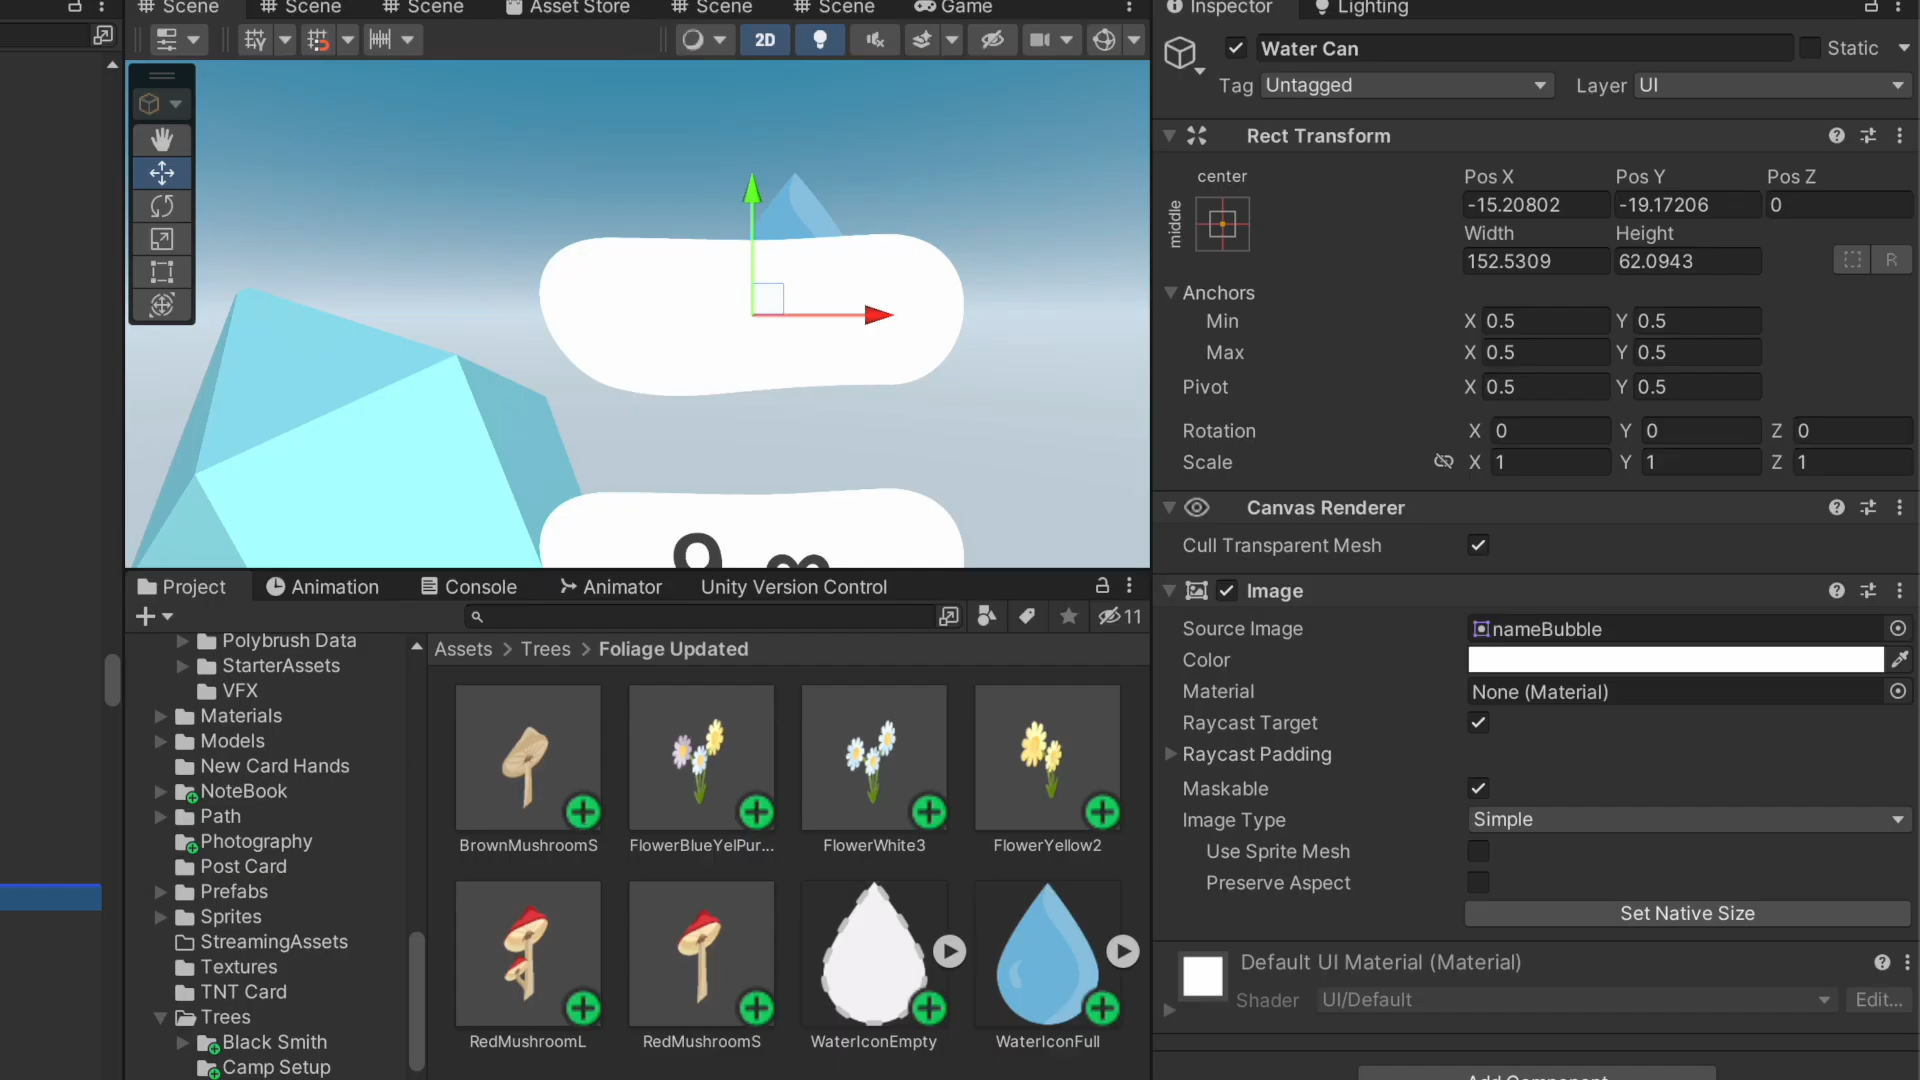 Scene
Scene
Scene
Asset Store
Scene
Scene
Game
Inspector
Lighting
2D
Water Can
Static
Tag
Untagged
Layer
UI
Rect Transform
center
middle
Pos X
Pos Y
Pos Z
-15.20802
-19.17206
0
Width
Height
152.5309
62.0943
R
Anchors
Min
X 0.5
Y 0.5
Max
X 0.5
Y 0.5
Pivot
X 0.5
Y 0.5
Rotation
X 0
Y 0
Z 0
Scale
X 1
Y 1
Z 1
Canvas Renderer
Cull Transparent Mesh
Image
Source Image
nameBubble
Color
Material
None (Material)
Raycast Target
Raycast Padding
Maskable
Image Type
Simple
Use Sprite Mesh
Preserve Aspect
Set Native Size
Default UI Material (Material)
Shader
UI/Default
Edit...
Project
Animation
Console
Animator
Unity Version Control
11
Polybrush Data
StarterAssets
VFX
Materials
Models
New Card Hands
NoteBook
Path
Photography
Post Card
Prefabs
Sprites
StreamingAssets
Textures
TNT Card
Trees
Black Smith
Camp Setup
Assets > Trees > Foliage Updated
BrownMushroomS
FlowerBlueYelPur...
FlowerWhite3
FlowerYellow2
RedMushroomL
RedMushroomS
WaterIconEmpty
WaterIconFull